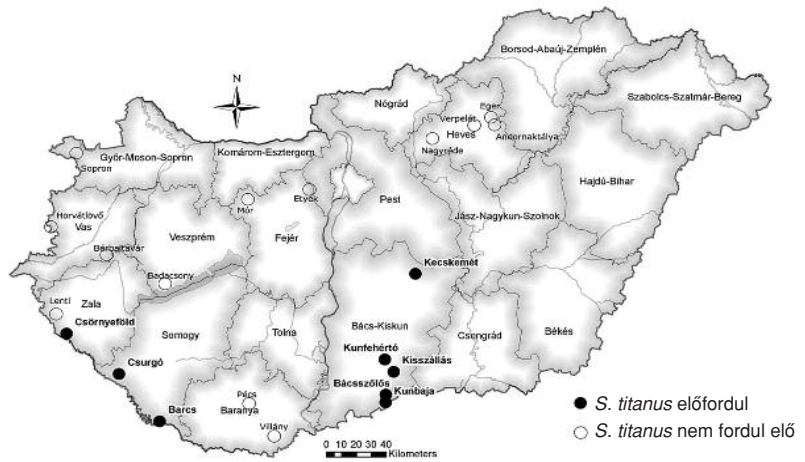 N
Borsod-Abaúj-Zemplén
Szabolcs-Szatmár-Bereg
Nógrád
Eger
Verpelét
Heves
Andornaktálya
Nagyréde
Győr-Moson-Sopron
Sopron
Komárom-Esztergom
Hajdú-Bihar
Etyek
Mór
Pest
Jász-Nagykun-Szolnok
Horvátlövő
Vas
Veszprém
Fejér
Bérbaltavár
Badacsony
Kecskemét
Lenti
Zala
Csörnyeföld
Somogy
Tolna
Bács-Kiskun
Csongrád
Békés
Kunfehértó
Kisszállás
Csurgó
Bácsszőlős
Kunbaja
Barcs
Pécs
Baranya
Villány
S. titanus előfordul
S. titanus nem fordul elő
0 10 20 30 40
Kilometers